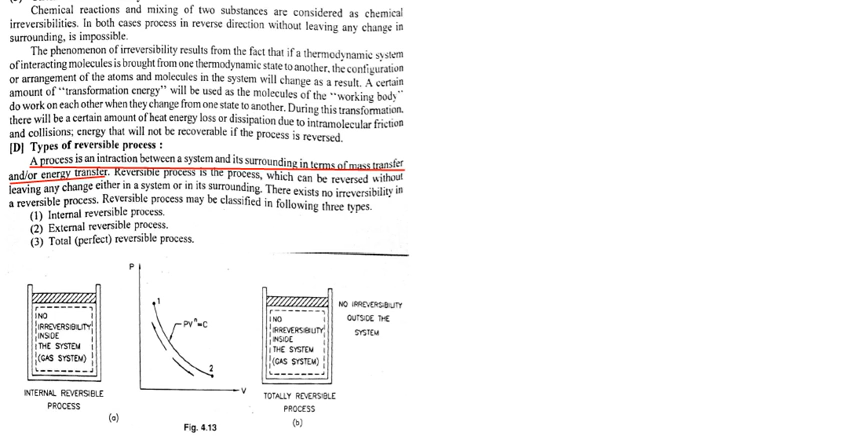 Chemical reactions and mixing of two substances are considered as chemical
irreversibilities. In both cases process in reverse direction without leaving any change in
surrounding, is impossible.
The phenomenon of irreversibility results from the fact that if a thermodynamic system
of interacting molecules is brought from one thermodynamic state to another, the configuration
or arrangement of the atoms and molecules in the system will change as a result. A certain
amount of "transformation energy" will be used as the molecules of the "working body"
do work on each other when they change from one state to another. During this transformation,
there will be a certain amount of heat energy loss or dissipation due to intramolecular friction
and collisions; energy that will not be recoverable if the process is reversed.
[D] Types of reversible process :
A process is an intraction between a system and its surrounding in terms of mass transfer
and/or energy transfer. Reversible process is the process, which can be reversed without
leaving any change either in a system or in its surrounding. There exists no irreversibility in
a reversible process. Reversible process may be classified in following three types.
(1) Internal reversible process.
(2) External reversible process.
(3) Total (perfect) reversible process.
NO
IRREVERSIBILITY
INSIDE
THE SYSTEM
(GAS SYSTEM)
INTERNAL REVERSIBLE
PROCESS
(a)
P
1
PVⁿ=C
2
V
Fig. 4.13
NO
IRREVERSIBILITY
INSIDE
THE SYSTEM
(GAS SYSTEM)
NO IRREVERSIBILITY
OUTSIDE THE
SYSTEM
TOTALLY REVERSIBLE
PROCESS
(b)